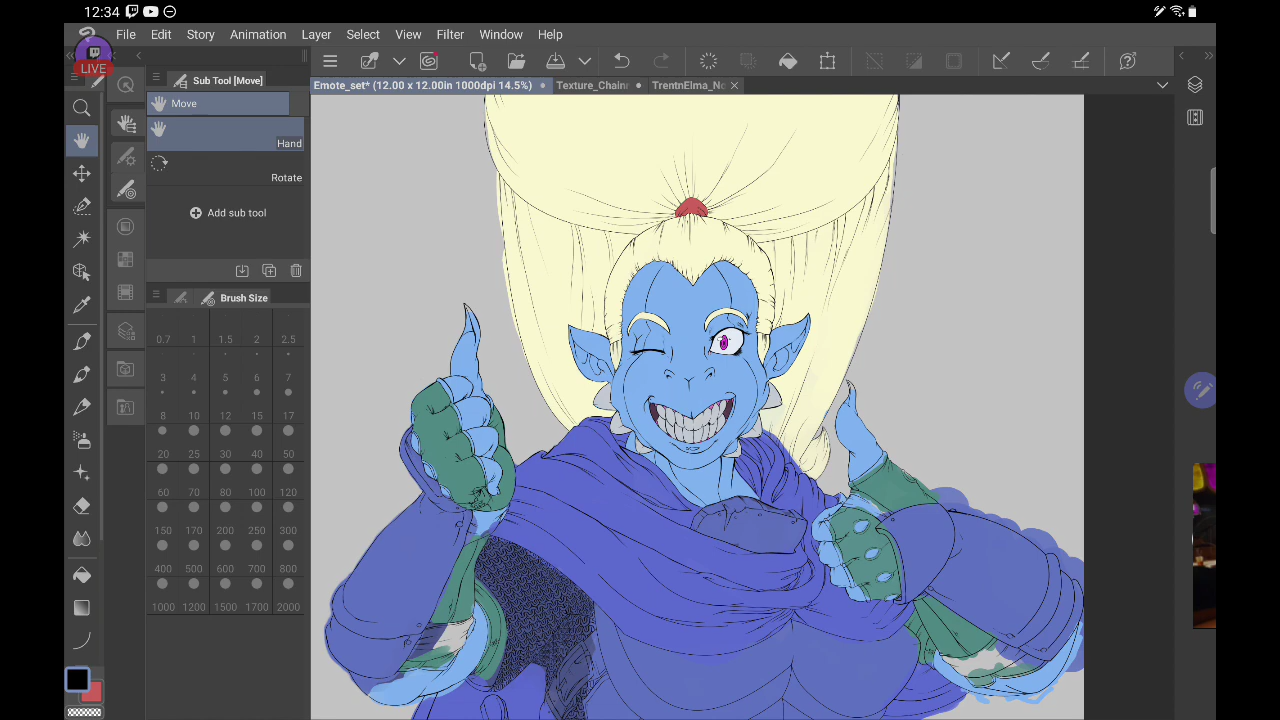 12:34
LIVE
File Edit Story Animation Layer Select View Filter Window Help
Sub Tool [Move]
Emote_set* (12.00 x 12.00in 1000dpi 14.5%) Texture_Chainm TrentnElma_No
Move
Hand
Rotate
Add sub tool
Brush Size
0.7 1 1.5 2 2.5
3 4 5 6 7
8 10 12 15 17
20 25 30 40 50
60 70 80 100 120
150 170 200 250 300
400 500 600 700 800
1000 1200 1500 1700 2000